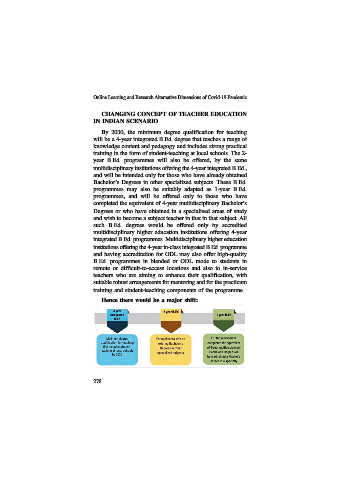 Online Learning and Research Alternative Dimensions of Covid-19 Pandemic
CHANGING CONCEPT OF TEACHER EDUCATION
IN INDIAN SCENARIO
By 2030, the minimum degree qualification for teaching
will be a 4-year integrated B.Ed. degree that teaches a range of
knowledge content and pedagogy and includes strong practical
training in the form of student-teaching at local schools. The 2-
year B.Ed. programmes will also be offered, by the same
multidisciplinary institutions offering the 4-year integrated B.Ed.,
and will be intended only for those who have already obtained
Bachelor's Degrees in other specialized subjects. These B.Ed.
programmes may also be suitably adapted as 1-year B.Ed.
programmes, and will be offered only to those who have
completed the equivalent of 4-year multidisciplinary Bachelor's
Degrees or who have obtained in a specialised areas of study
and wish to become a subject teacher in that in that subject. All
such B.Ed. degrees would be offered only by accredited
multidisciplinary higher education institutions offering 4-year
integrated B.Ed. programmes. Multidisciplinary higher education
institutions offering the 4-year in-class integrated B.Ed. programme
and having accreditation for ODL may also offer high-quality
B.Ed. programmes in blended or ODL mode to students in
remote or difficult-to-access locations and also to in-service
teachers who are aiming to enhance their qualification, with
suitable robust arrangements for mentoring and for the practicum
training and student-teaching components of the programme.
Hence there would be a major shift:
278